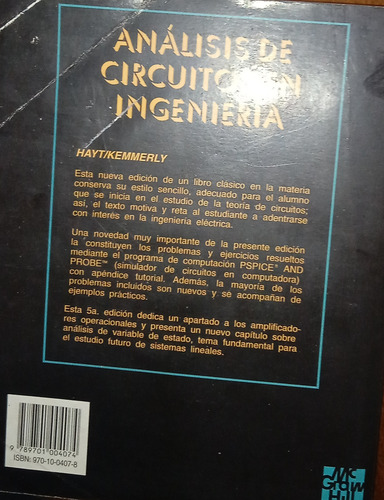 ANÁLISIS DE
CIRCUITOS EN
INGENIERÍA
HAYT/KEMMERLY
Esta nueva edición de un libro clásico en la materia
conserva su estilo sencillo, adecuado para el alumno
que se inicia en el estudio de la teoría de circuitos;
así, el texto motiva y reta al estudiante a adentrarse
con interés en la ingeniería eléctrica.
Una novedad muy importante de la presente edición
la constituyen los problemas y ejercicios resueltos
mediante el programa de computación PSPICE® AND
PROBE™ (simulador de circuitos en computadora)
con apéndice tutorial. Además, la mayoría de los
problemas incluidos son nuevos y se acompañan de
ejemplos prácticos.
Esta 5a. edición dedica un apartado a los amplificado-
res operacionales y presenta un nuevo capítulo sobre
análisis de variable de estado, tema fundamental para
el estudio futuro de sistemas lineales.
9 789701 004074
ISBN: 970-10-0407-8
Mc
Graw
Hill